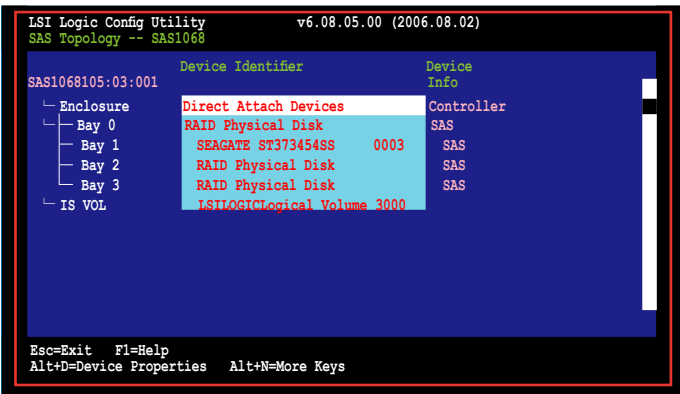 LSI Logic Config Utility v6.08.05.00 (2006.08.02)
SAS Topology -- SAS1068
Device Identifier Device
SAS1068105:03:001 Info
Enclosure Direct Attach Devices Controller
Bay 0 RAID Physical Disk SAS
Bay 1 SEAGATE ST373454SS 0003 SAS
Bay 2 RAID Physical Disk SAS
Bay 3 RAID Physical Disk SAS
IS VOL LSILOGICLogical Volume 3000
Esc=Exit F1=Help
Alt+D=Device Properties Alt+N=More Keys